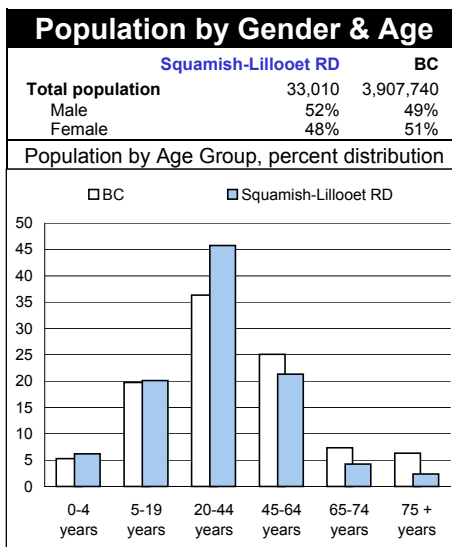 Population by Gender & Age
Squamish-Lillooet RD BC
Total population 33,010 3,907,740
Male 52% 49%
Female 48% 51%
Population by Age Group, percent distribution
BC Squamish-Lillooet RD
50
45
40
35
30
25
20
15
10
5
0
0-4 5-19 20-44 45-64 65-74 75 +
years years years years years years